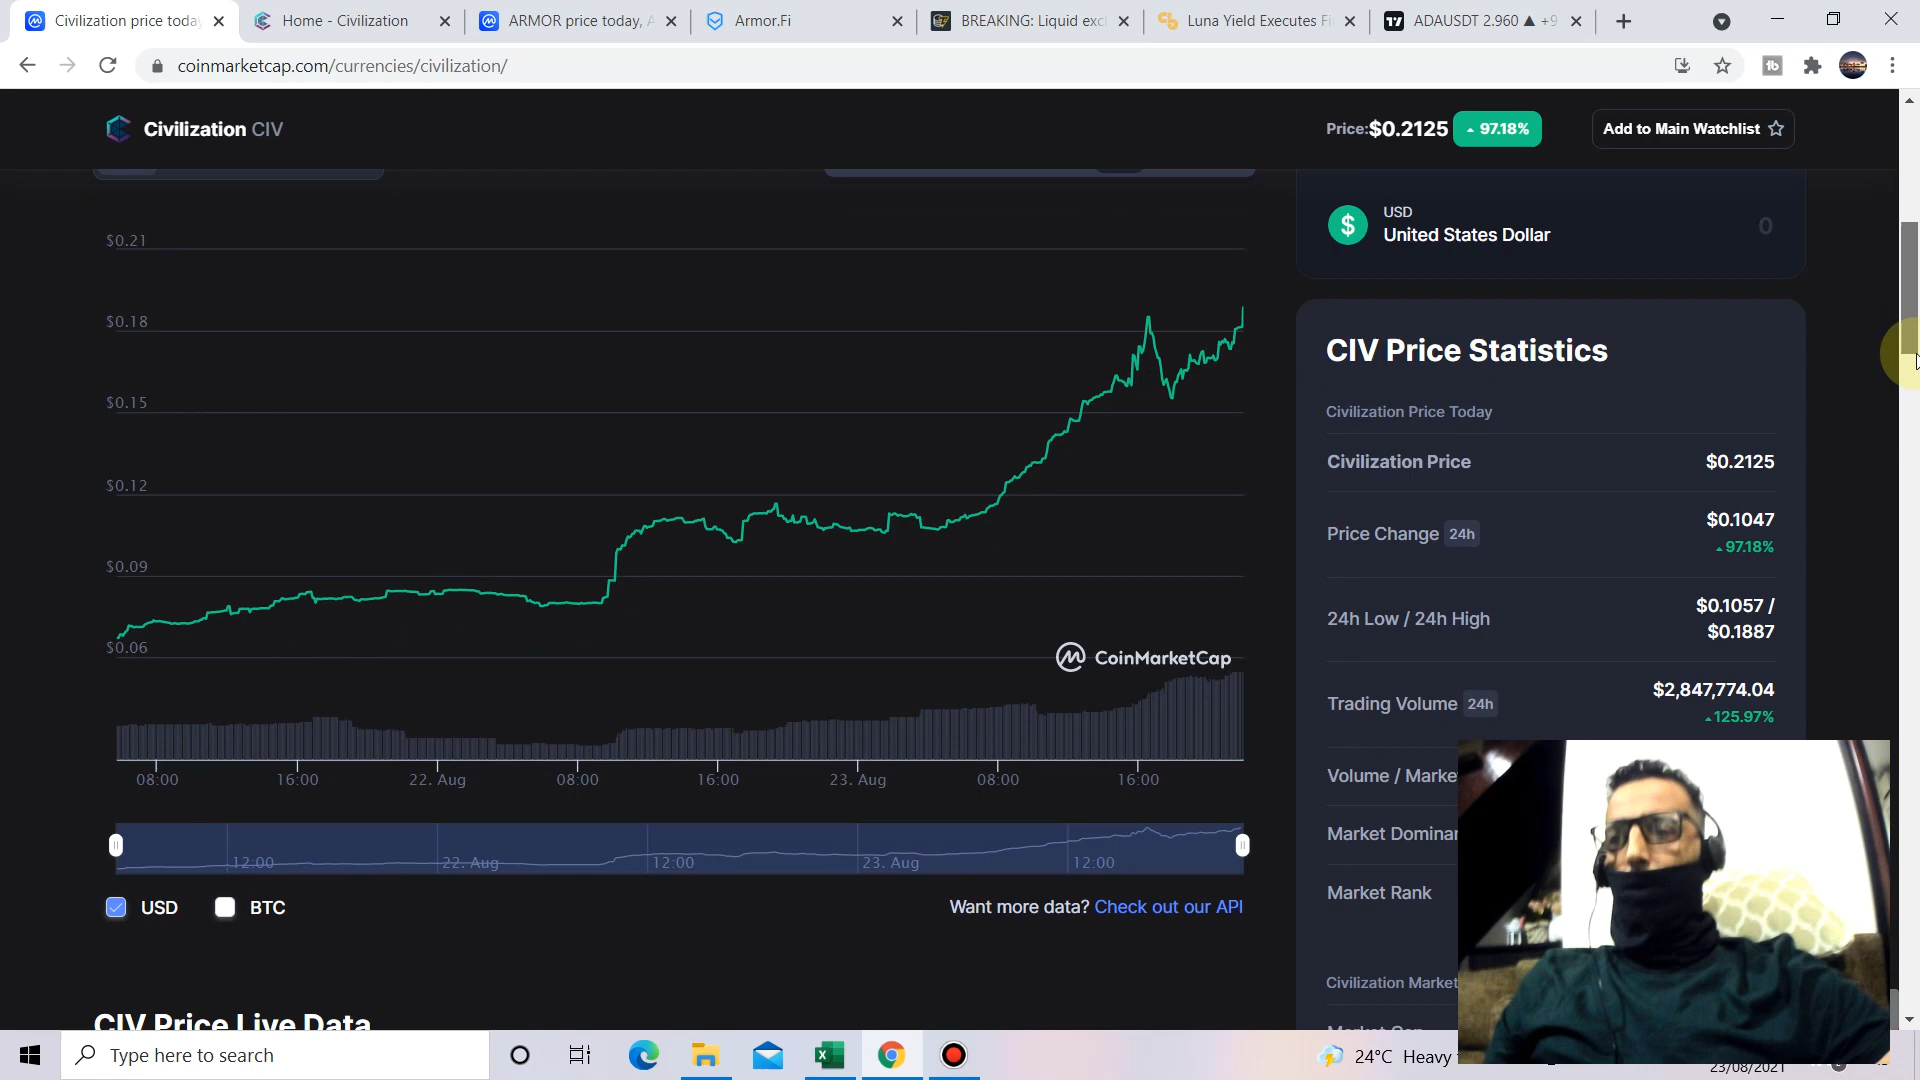 Civilization price toda
Home - Civilization
ARMOR price today, A
Armor.Fi
BREAKING: Liquid exc
Luna Yield Executes Fi
ADAUSDT 2.960 ▲ +9
coinmarketcap.com/currencies/civilization/
Civilization CIV
Price:$0.2125
97.18%
Add to Main Watchlist
USD
United States Dollar
0
$0.21
$0.18
$0.15
$0.12
$0.09
$0.06
CoinMarketCap
08:00
16:00
22. Aug
08:00
16:00
23. Aug
08:00
16:00
12:00
22. Aug
12:00
23. Aug
12:00
USD
BTC
Want more data? Check out our API
CIV Price Live Data
CIV Price Statistics
Civilization Price Today
Civilization Price
$0.2125
Price Change 24h
$0.1047
97.18%
24h Low / 24h High
$0.1057 /
$0.1887
Trading Volume 24h
$2,847,774.04
125.97%
Volume / Marke
Market Dominan
Market Rank
Civilization Market
Market Cap
Type here to search
24°C Heavy
23/08/2021